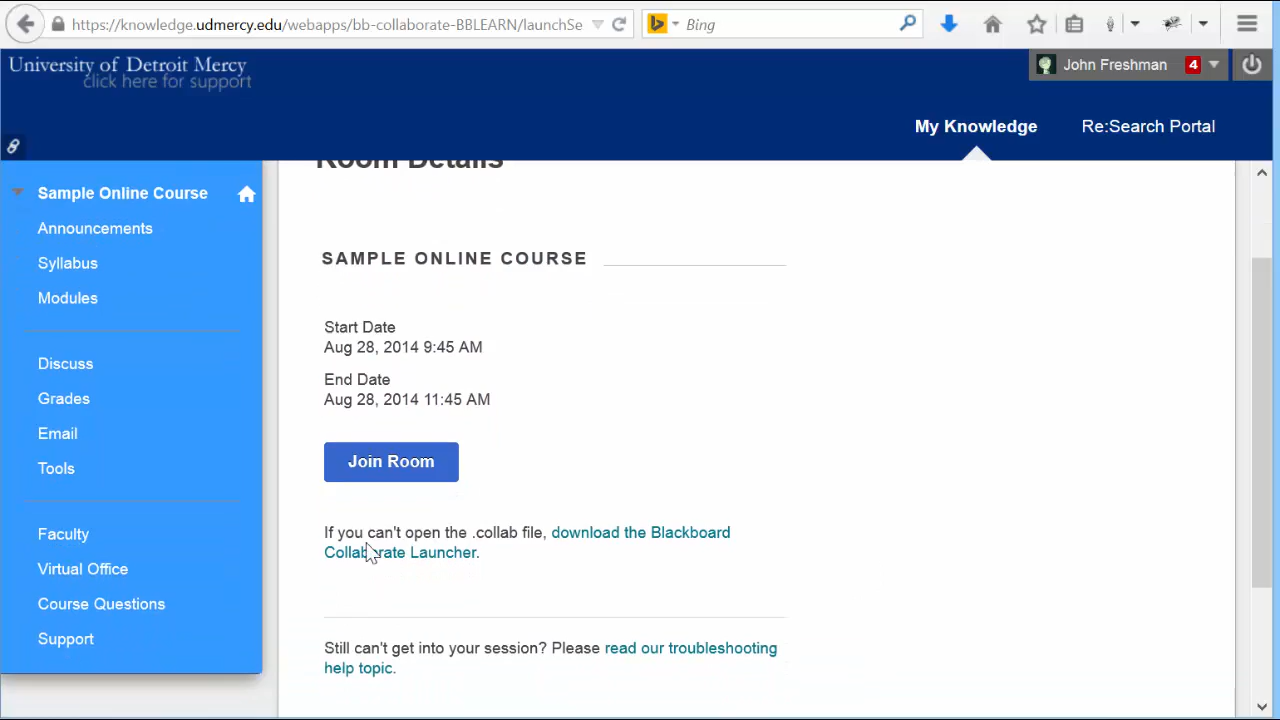 https://knowledge.udmercy.edu/webapps/bb-collaborate-BBLEARN/launchSe
Bing
University of Detroit Mercy
click here for support
John Freshman 4
My Knowledge
Re:Search Portal
Room Details
Sample Online Course
Announcements
Syllabus
Modules
Discuss
Grades
Email
Tools
Faculty
Virtual Office
Course Questions
Support
SAMPLE ONLINE COURSE
Start Date
Aug 28, 2014 9:45 AM
End Date
Aug 28, 2014 11:45 AM
Join Room
If you can't open the .collab file, download the Blackboard
Collaborate Launcher.
Still can't get into your session? Please read our troubleshooting
help topic.